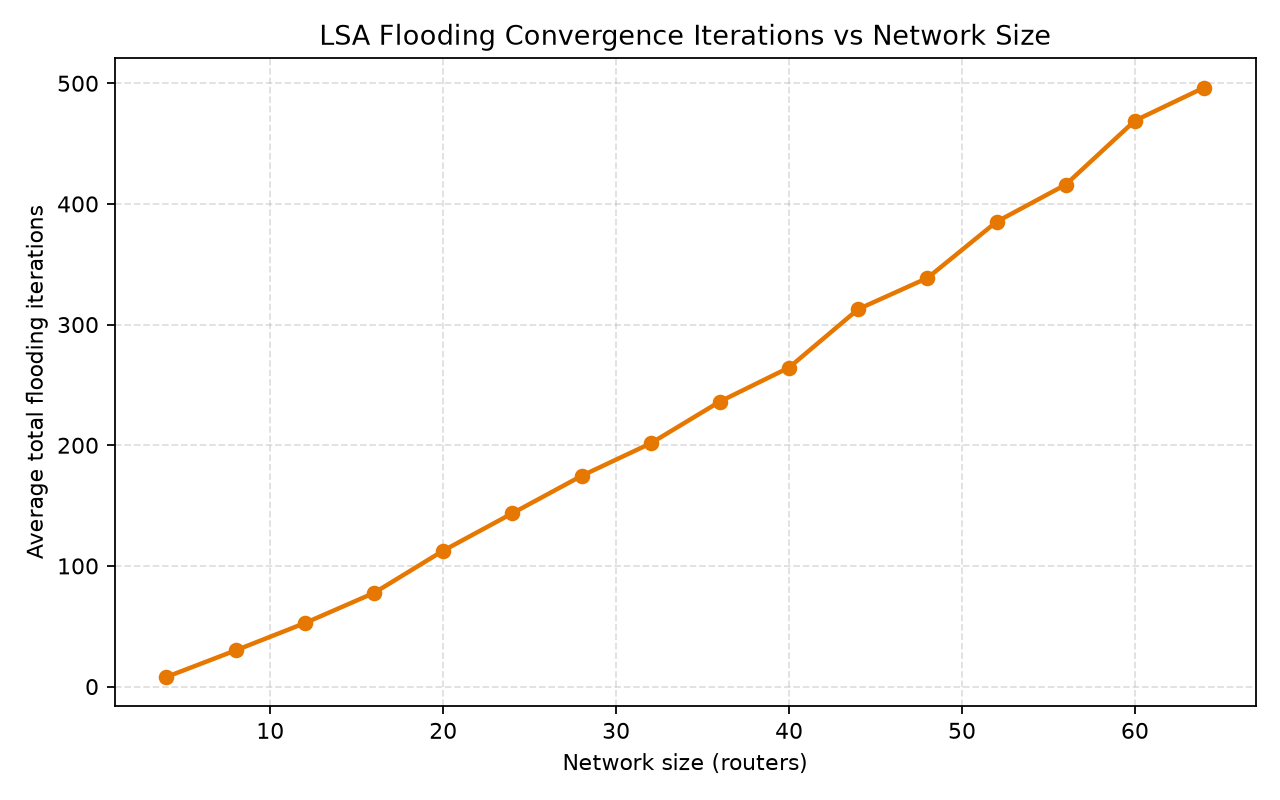 LSA Flooding Convergence Iterations vs Network Size
Average total flooding iterations
500
400
300
200
100
0
10 20 30 40 50 60
Network size (routers)